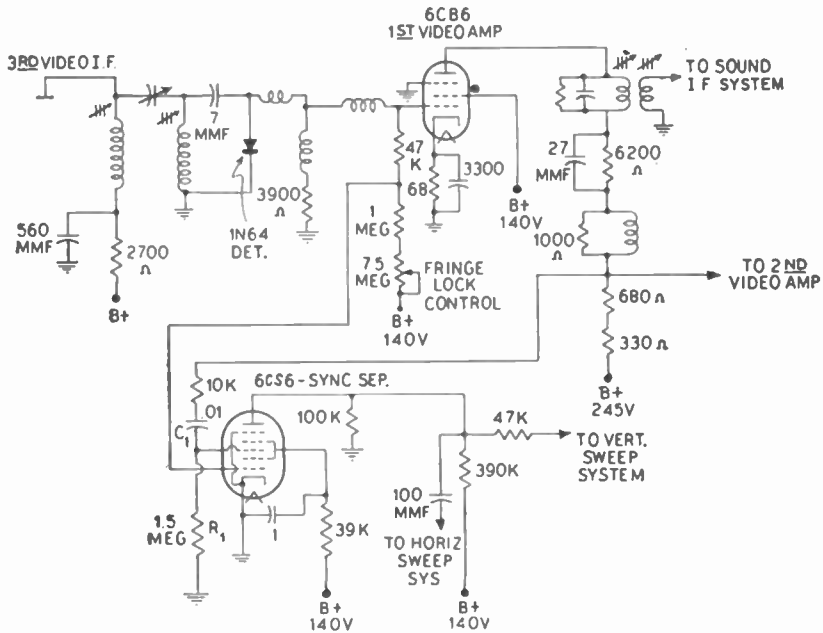 6CB6
1ST VIDEO AMP
3RD VIDEO I.F.
TO SOUND
I F SYSTEM
7
MMF
47
K
3300
68
27
MMF
6200
Ω
3900
Ω
B+
140V
560
MMF
2700
Ω
1N64
DET.
1
MEG
1000
Ω
7.5
MEG
FRINGE
LOCK
CONTROL
TO 2ND
VIDEO AMP
B+
B+
140V
680Ω
330Ω
10K
6CS6-SYNC SEP.
B+
245V
01
C1
100K
47K
TO VERT.
SWEEP
SYSTEM
390K
1.5
MEG
R1
1
39K
100
MMF
TO HORIZ
SWEEP
SYS
B+
140V
B+
140V